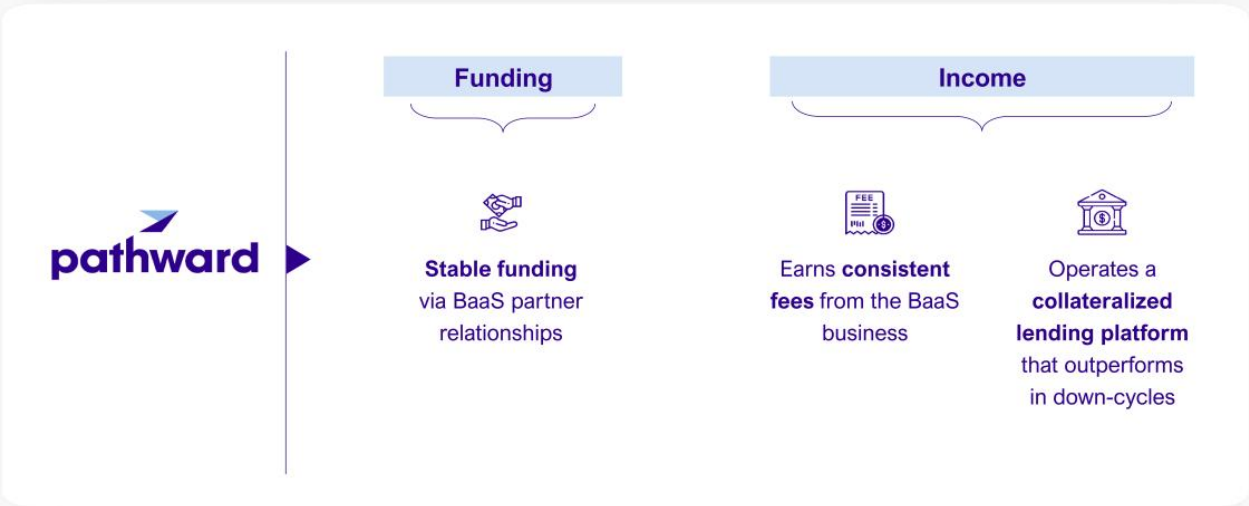 Funding
Income
pathward
Stable funding
via BaaS partner
relationships
FEE
Earns consistent
fees from the BaaS
business
Operates a
collateralized
lending platform
that outperforms
in down-cycles